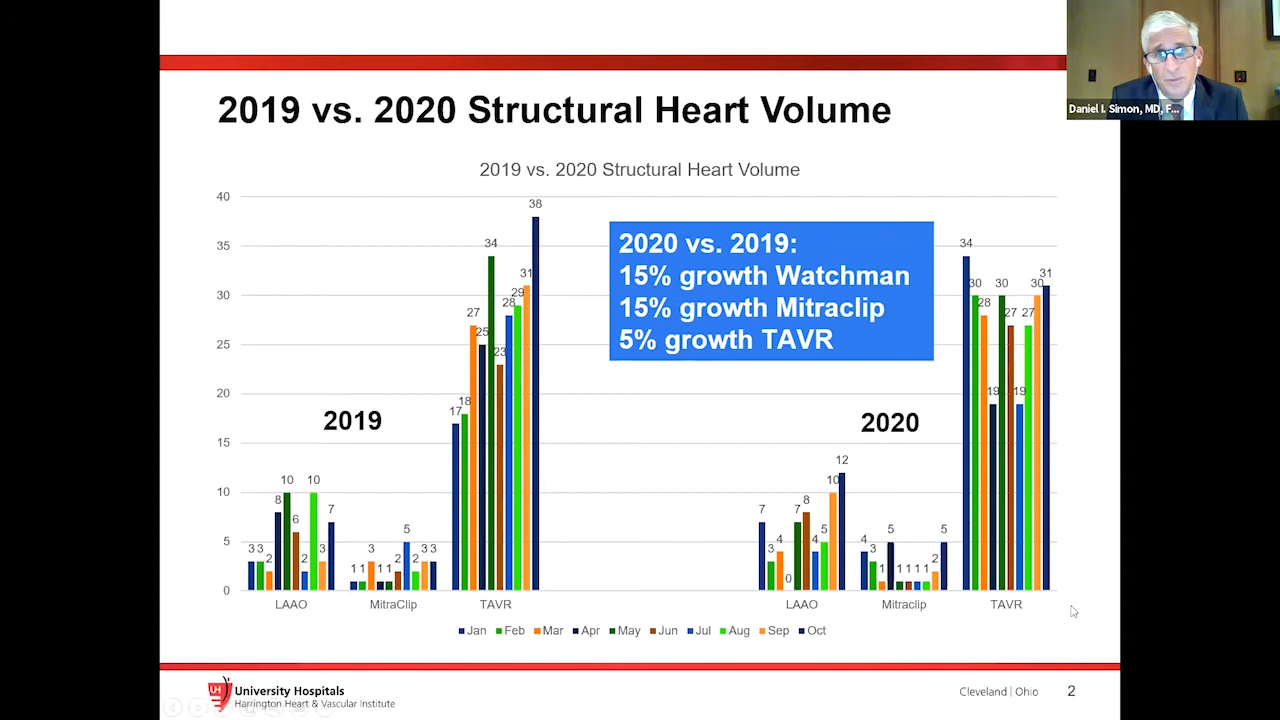 Daniel I. Simon, MD, F...
2019 vs. 2020 Structural Heart Volume
2019 vs. 2020 Structural Heart Volume
40
35
30
25
20
15
10
5
0
2019
3 3 2 8 10 6 2 10 3 7
LAAO
1 1 3 1 1 2 5 2 3 3
MitraClip
17 18 27 25 34 23 28 29 31 38
TAVR
2020 vs. 2019:
15% growth Watchman
15% growth Mitraclip
5% growth TAVR
2020
7 3 4 0 7 8 4 5 10 12
LAAO
4 3 1 5 1 1 1 1 2 5
Mitraclip
34 30 28 19 30 27 19 27 30 31
TAVR
Jan Feb Mar Apr May Jun Jul Aug Sep Oct
UH
University Hospitals
Harrington Heart & Vascular Institute
Cleveland | Ohio
2